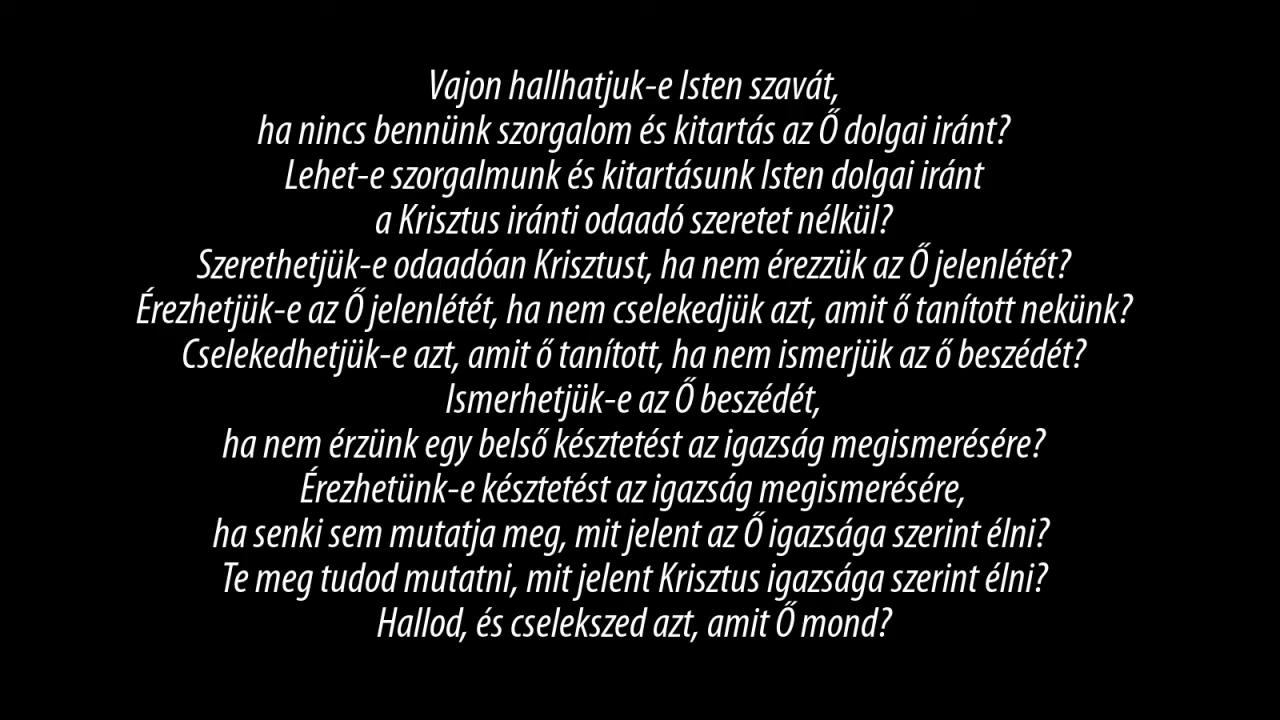 Vajon hallhatjuk-e Isten szavát,
ha nincs bennünk szorgalom és kitartás az Ő dolgai iránt?
Lehet-e szorgalmunk és kitartásunk Isten dolgai iránt
a Krisztus iránti odaadó szeretet nélkül?
Szerethetjük-e odaadóan Krisztust, ha nem érezzük az Ő jelenlétét?
Érezhetjük-e az Ő jelenlétét, ha nem cselekedjük azt, amit ő tanított nekünk?
Cselekedhetjük-e azt, amit ő tanított, ha nem ismerjük az ő beszédét?
Ismerhetjük-e az Ő beszédét,
ha nem érzünk egy belső késztetést az igazság megismerésére?
Érezhetünk-e késztetést az igazság megismerésére,
ha senki sem mutatja meg, mit jelent az Ő igazsága szerint élni?
Te meg tudod mutatni, mit jelent Krisztus igazsága szerint élni?
Hallod, és cselekszed azt, amit Ő mond?